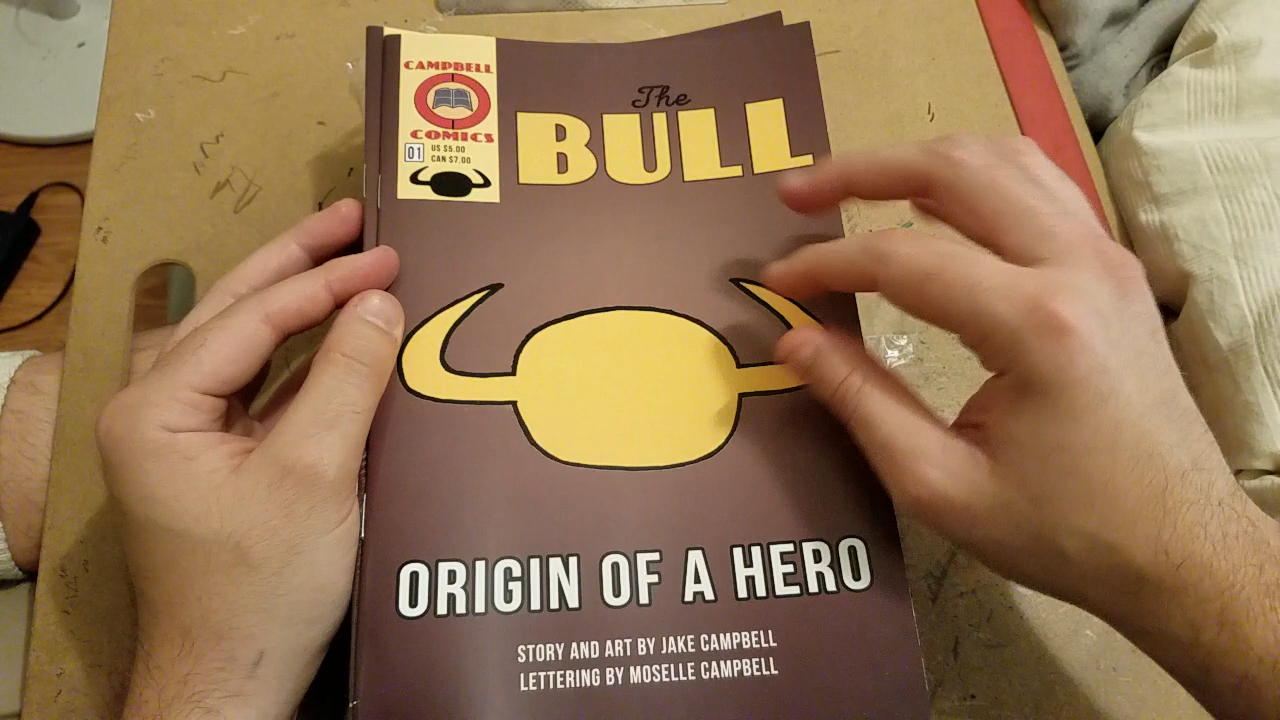 CAMPBELL
COMICS
01
US $5.00
CAN $7.00
The
BULL
ORIGIN OF A HERO
STORY AND ART BY JAKE CAMPBELL
LETTERING BY MOSELLE CAMPBELL